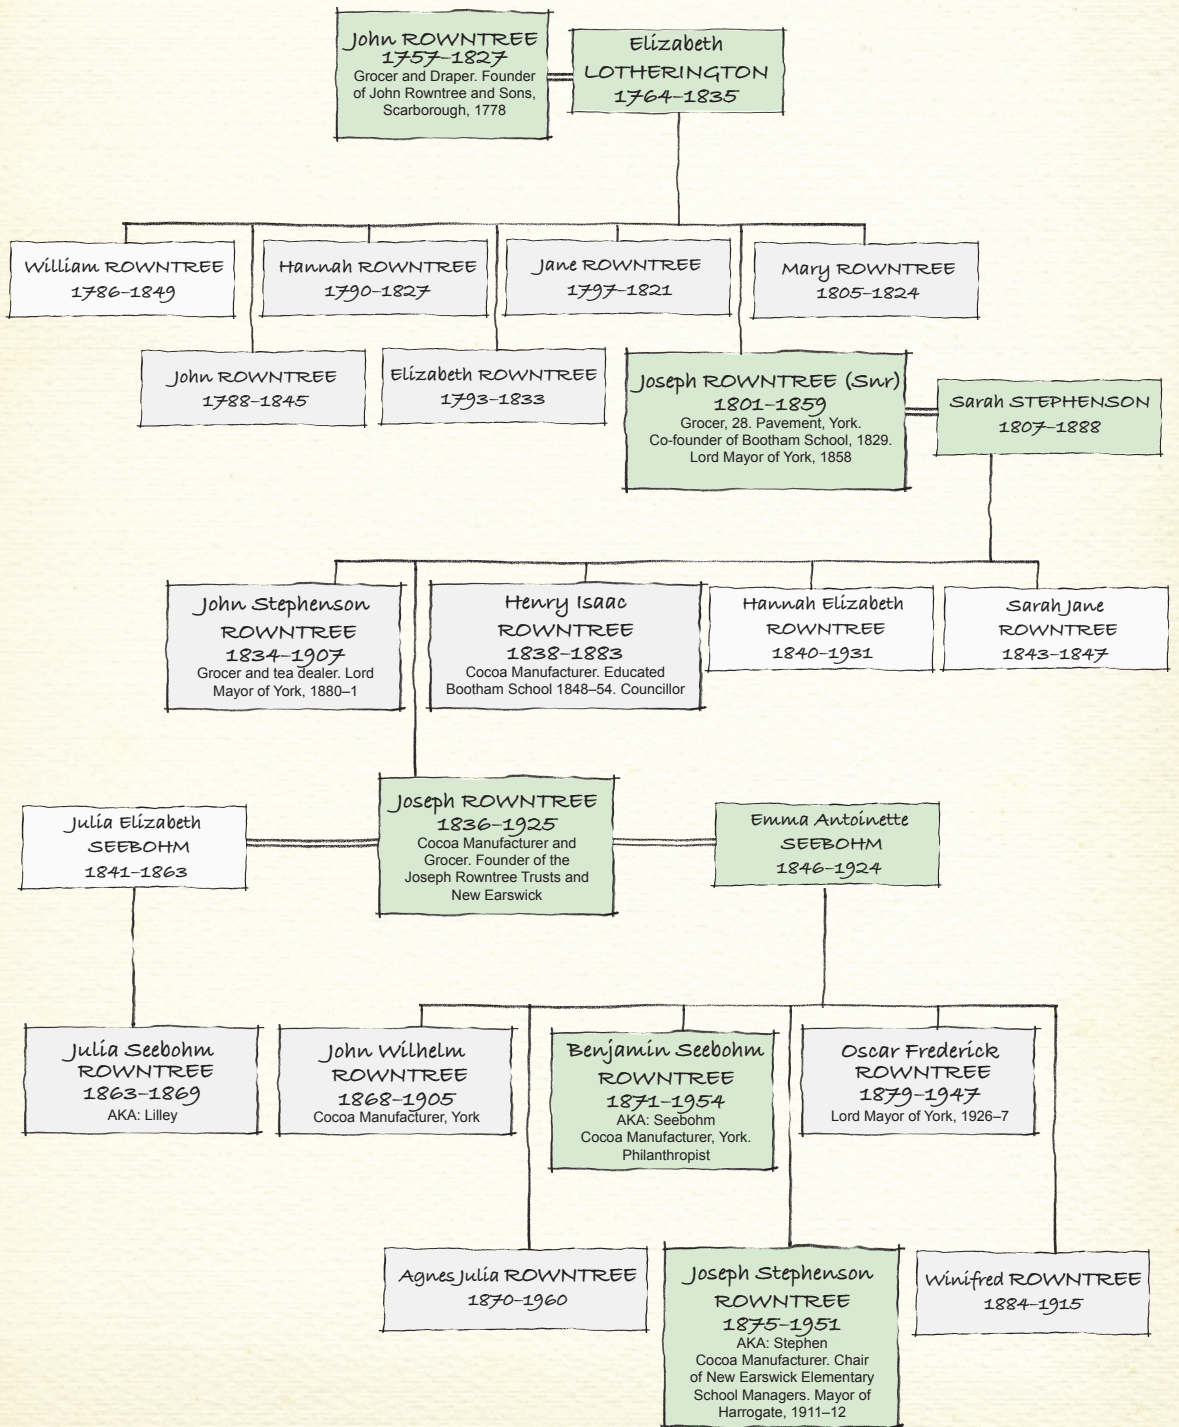 John ROWNTREE
1757–1827
Grocer and Draper. Founder
of John Rowntree and Sons,
Scarborough, 1778
Elizabeth
LOTHERINGTON
1764–1835
William ROWNTREE
1786–1849
Hannah ROWNTREE
1790–1827
Jane ROWNTREE
1797–1821
Mary ROWNTREE
1805–1824
John ROWNTREE
1788–1845
Elizabeth ROWNTREE
1793–1833
Joseph ROWNTREE (Snr)
1801–1859
Grocer, 28. Pavement, York.
Co-founder of Bootham School, 1829.
Lord Mayor of York, 1858
Sarah STEPHENSON
1807–1888
John Stephenson
ROWNTREE
1834–1907
Grocer and tea dealer. Lord
Mayor of York, 1880–1
Henry Isaac
ROWNTREE
1838–1883
Cocoa Manufacturer. Educated
Bootham School 1848–54. Councillor
Hannah Elizabeth
ROWNTREE
1840–1931
Sarah Jane
ROWNTREE
1843–1847
Julia Elizabeth
SEEBOHM
1841–1863
Joseph ROWNTREE
1836–1925
Cocoa Manufacturer and
Grocer. Founder of the
Joseph Rowntree Trusts and
New Earswick
Emma Antoinette
SEEBOHM
1846–1924
Julia Seebohm
ROWNTREE
1863–1869
AKA: Lilley
John Wilhelm
ROWNTREE
1868–1905
Cocoa Manufacturer, York
Benjamin Seebohm
ROWNTREE
1871–1954
AKA: Seebohm
Cocoa Manufacturer, York.
Philanthropist
Oscar Frederick
ROWNTREE
1879–1947
Lord Mayor of York, 1926–7
Agnes Julia ROWNTREE
1870–1960
Joseph Stephenson
ROWNTREE
1875–1951
AKA: Stephen
Cocoa Manufacturer. Chair
of New Earswick Elementary
School Managers. Mayor of
Harrogate, 1911–12
Winifred ROWNTREE
1884–1915